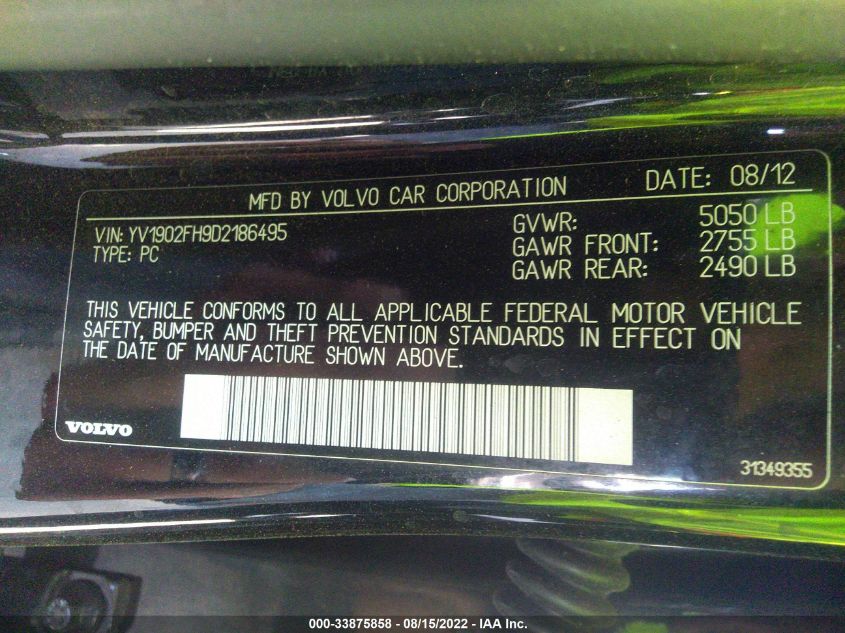 MFD BY VOLVO CAR CORPORATION DATE: 08/12
VIN: YV1902FH9D2186495 GVWR: 5050 LB
TYPE: PC GAWR FRONT: 2755 LB
GAWR REAR: 2490 LB
THIS VEHICLE CONFORMS TO ALL APPLICABLE FEDERAL MOTOR VEHICLE
SAFETY, BUMPER AND THEFT PREVENTION STANDARDS IN EFFECT ON
THE DATE OF MANUFACTURE SHOWN ABOVE.
VOLVO
31349355
000-33875858 - 08/15/2022 - IAA Inc.